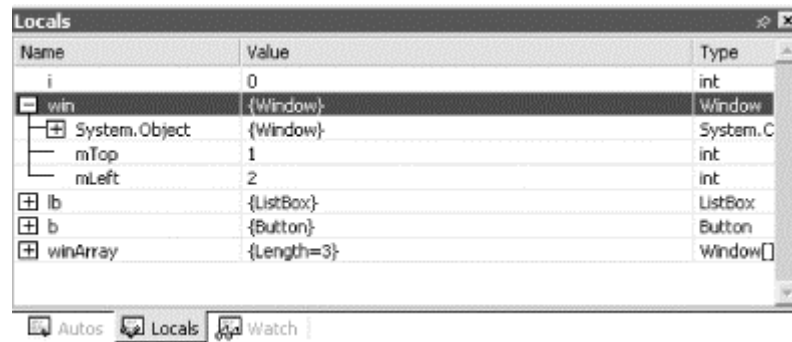 Locals
Name Value Type
i 0 int
win {Window} Window
System.Object {Window} System.C
mTop 1 int
mLeft 2 int
lb {ListBox} ListBox
b {Button} Button
winArray {Length=3} Window[]
Autos Locals Watch